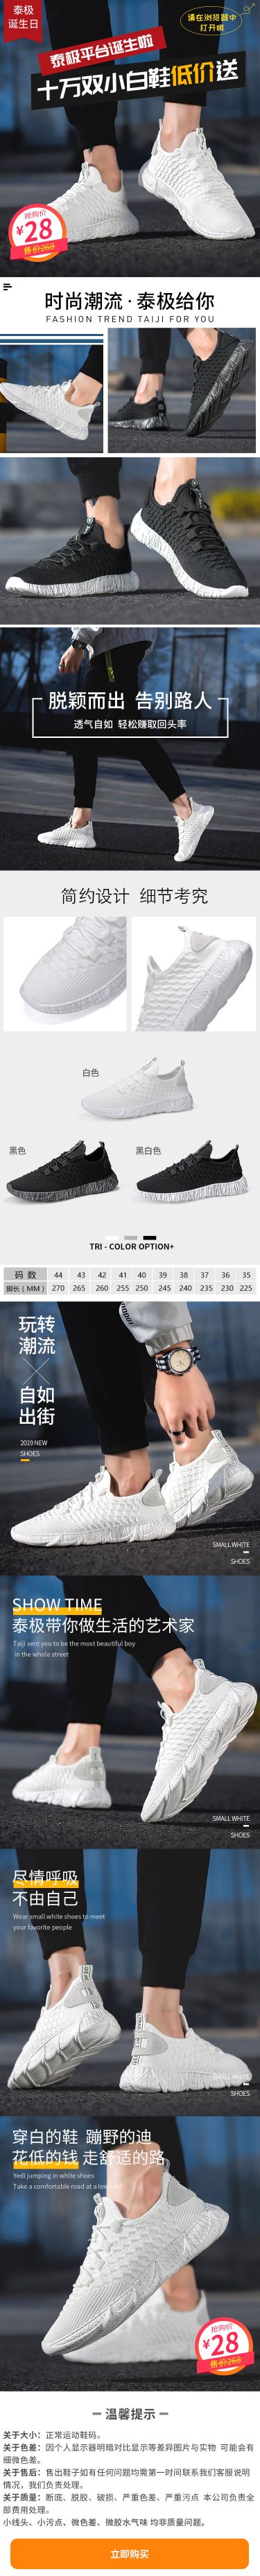 泰极
诞生日
请在浏览器中
打开哦
泰极平台诞生啦
十万双小白鞋低价送
抢购价
¥28
售价268
时尚潮流·泰极给你
FASHION TREND TAIJI FOR YOU
脱颖而出 告别路人
透气自如 轻松赚取回头率
简约设计 细节考究
白色
黑色
黑白色
TRI - COLOR OPTION+
码 数 44 43 42 41 40 39 38 37 36 35
脚长（MM） 270 265 260 255 250 245 240 235 230 225
玩转
潮流
自如
出街
2019 NEW
SHOES
SMALL WHITE
SHOES
SHOW TIME
泰极带你做生活的艺术家
Taiji sent you to be the most beautiful boy
in the whole street
SMALL WHITE
SHOES
尽情呼吸
不由自己
Wear small white shoes to meet
your favorite people
SMALL WHITE
SHOES
穿白的鞋 蹦野的迪
花低的钱 走舒适的路
Yedi jumping in white shoes
Take a comfortable road at a low
抢购价
¥28
售价268
温馨提示
关于大小：正常运动鞋码。
关于色差：因个人显示器明暗对比显示等差异图片与实物 可能会有
细微色差。
关于售后：售出鞋子如有任何问题均需第一时间联系我们客服说明
情况，我们负责处理。
关于质量：断底、脱胶、破损、严重色差、严重污点 本公司负责全
部费用处理。
小线头、小污点、微色差、微胶水气味 均非质量问题。
立即购买